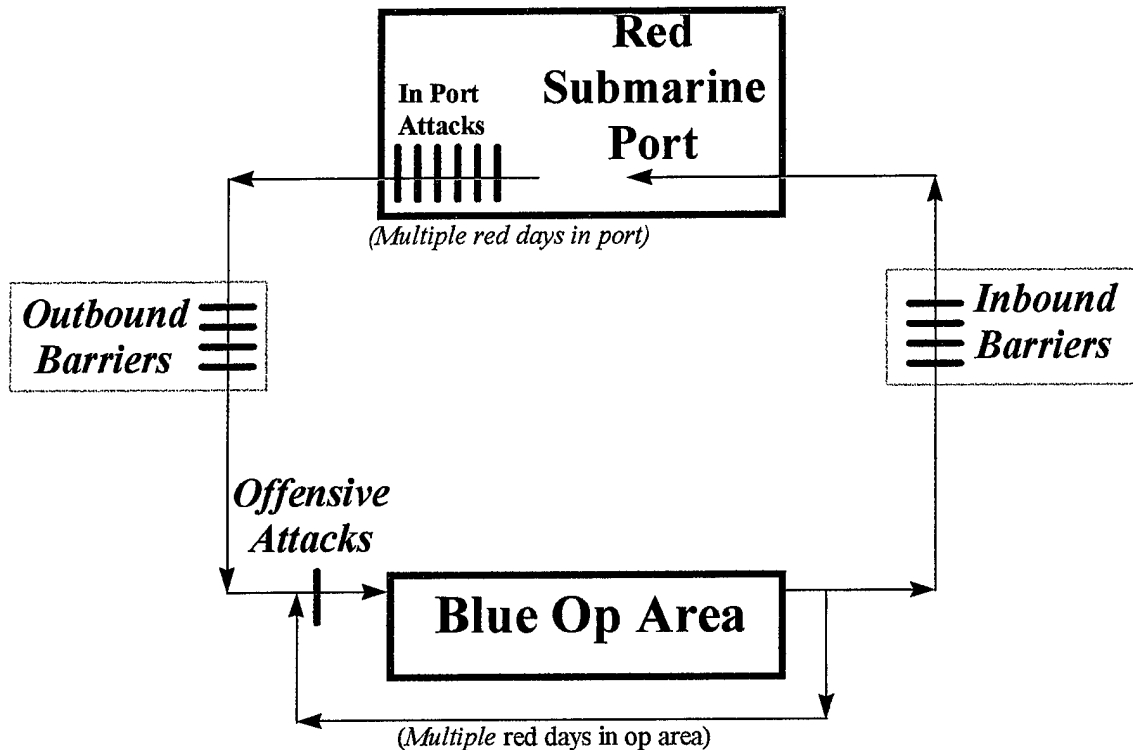 Red
Submarine
Port
In Port
Attacks
(Multiple red days in port)
Outbound
Barriers
Inbound
Barriers
Offensive
Attacks
Blue Op Area
(Multiple red days in op area)